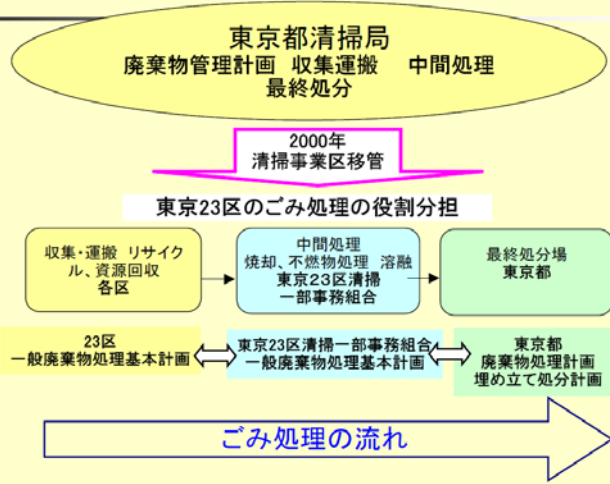 東京都清掃局
廃棄物管理計画 収集運搬 中間処理
最終処分
2000年
清掃事業区移管
東京23区のごみ処理の役割分担
収集・運搬 リサイク
ル、資源回収
各区
中間処理
焼却、不燃物処理 溶融
東京23区清掃
一部事務組合
最終処分場
東京都
23区
一般廃棄物処理基本計画
東京23区清掃一部事務組合
一般廃棄物処理基本計画
東京都
廃棄物処理計画
埋め立て処分計画
ごみ処理の流れ